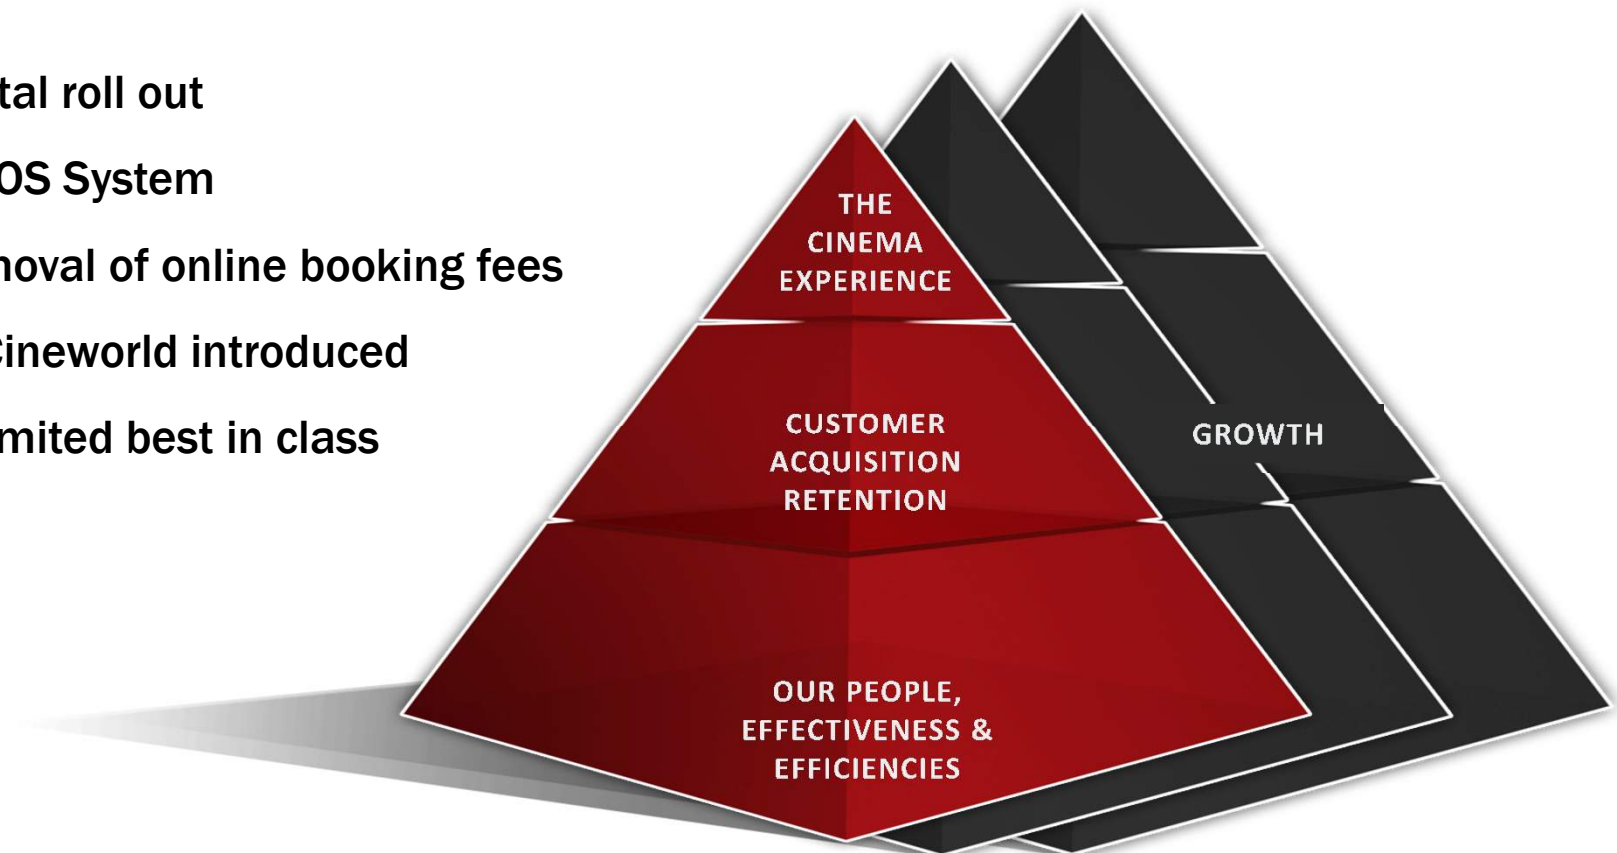 tal roll out
OS System
noval of online booking fees
Cineworld introduced
mited best in class
THE
CINEMA
EXPERIENCE
CUSTOMER
ACQUISITION
RETENTION
GROWTH
OUR PEOPLE,
EFFECTIVENESS &
EFFICIENCIES